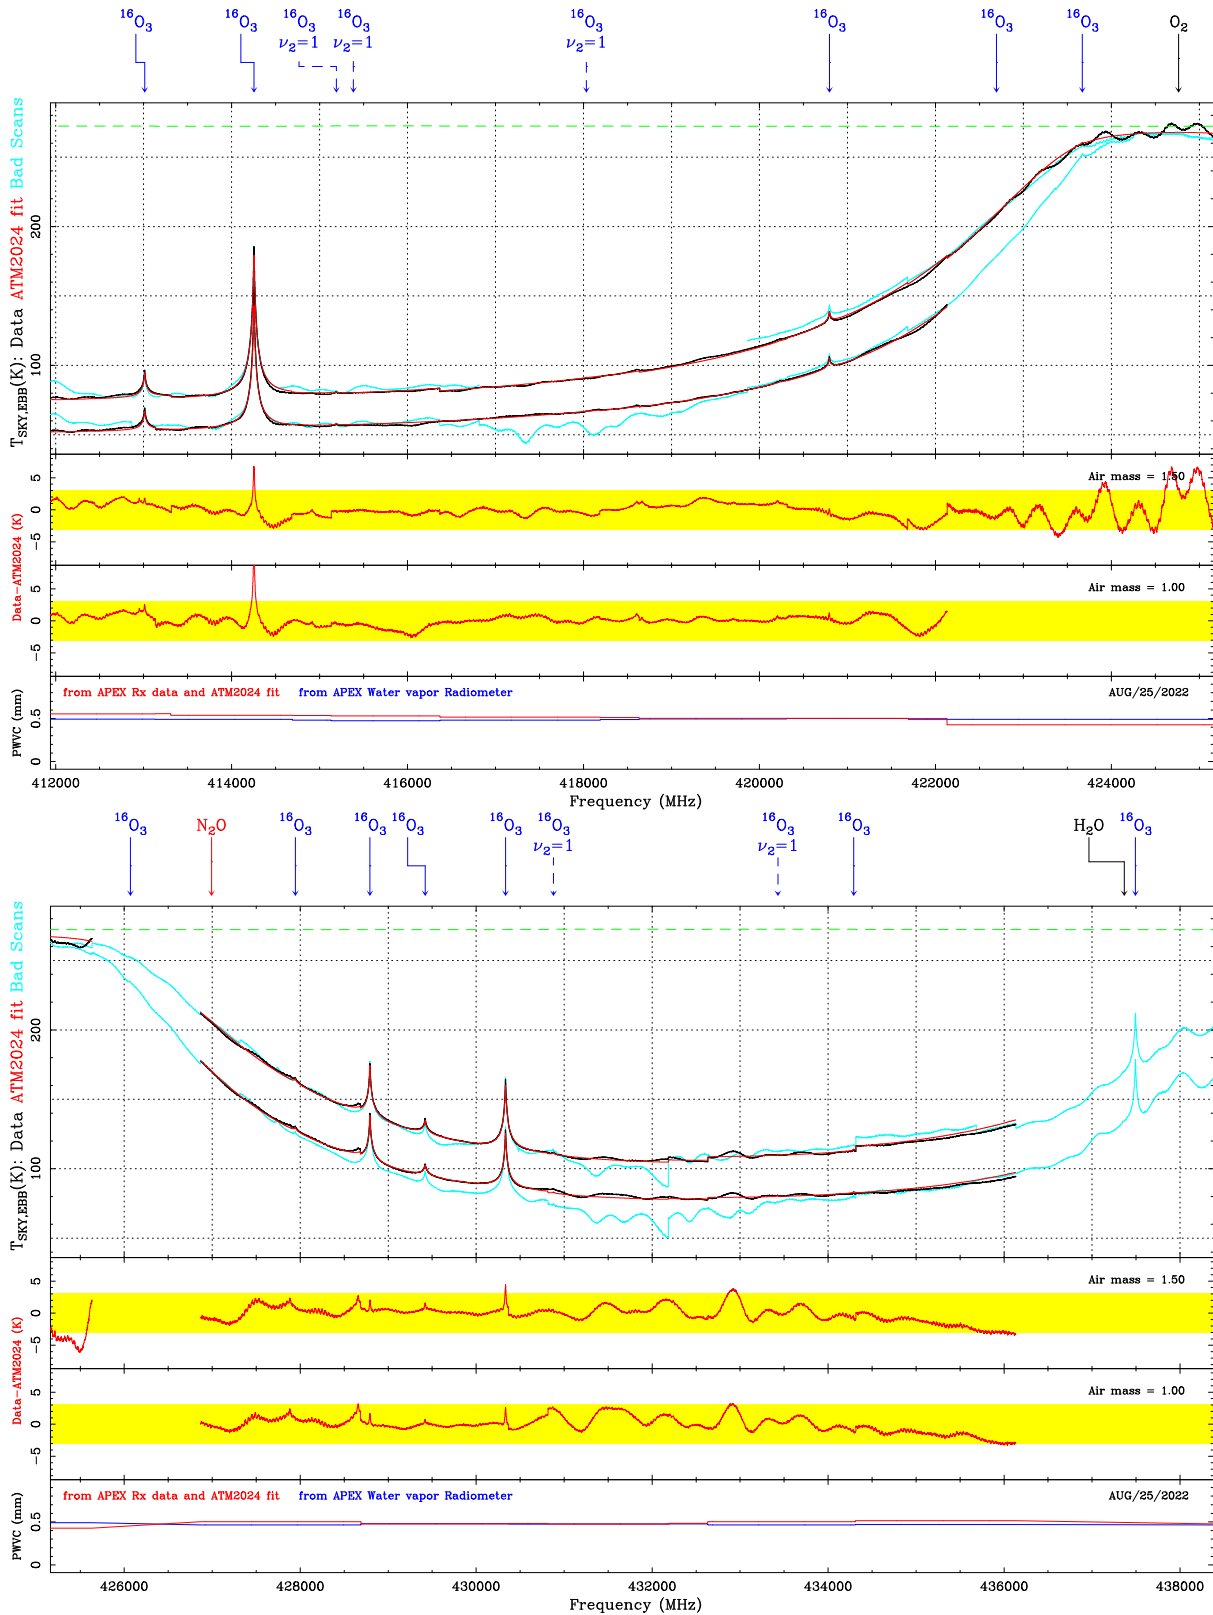 ¹⁶O₃ ¹⁶O₃ ¹⁶O₃ ¹⁶O₃ ¹⁶O₃ ¹⁶O₃ ¹⁶O₃ ¹⁶O₃ O₂
ν₂=1 ν₂=1 ν₂=1
T_SKY,EBB(K): Data ATM2024 fit Bad Scans
200
100
Data-ATM2024 (K)
Air mass = 1.50
5
0
-5
Air mass = 1.00
5
0
-5
PWVC (mm)
from APEX Rx data and ATM2024 fit from APEX Water vapor Radiometer AUG/25/2022
0.5
0
412000 414000 416000 418000 420000 422000 424000
Frequency (MHz)
¹⁶O₃ N₂O ¹⁶O₃ ¹⁶O₃ ¹⁶O₃ ¹⁶O₃ ¹⁶O₃ ¹⁶O₃ ¹⁶O₃ H₂O ¹⁶O₃
ν₂=1 ν₂=1
T_SKY,EBB(K): Data ATM2024 fit Bad Scans
200
100
Data-ATM2024 (K)
Air mass = 1.50
5
0
-5
Air mass = 1.00
5
0
-5
PWVC (mm)
from APEX Rx data and ATM2024 fit from APEX Water vapor Radiometer AUG/25/2022
0.5
0
426000 428000 430000 432000 434000 436000 438000
Frequency (MHz)